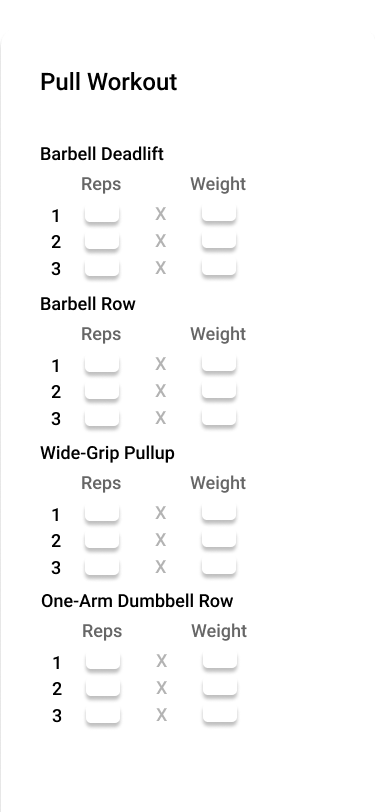 Pull Workout
Barbell Deadlift
Reps Weight
1 X
2 X
3 X
Barbell Row
Reps Weight
1 X
2 X
3 X
Wide-Grip Pullup
Reps Weight
1 X
2 X
3 X
One-Arm Dumbbell Row
Reps Weight
1 X
2 X
3 X